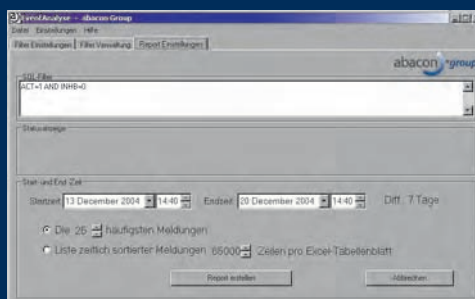 EventAnalyse - abacon Group
Datei Einstellungen Hilfe
Filter Einstellungen Filter Verwaltung Report Einstellungen
abacon group
SQL-Filter
ACT=1 AND INHB=0
Statusanzeige
Start- und End-Zeit
Startzeit 13 December 2004 14:40 Endzeit 20 December 2004 14:40 Diff. 7 Tage
Die 25 häufigsten Meldungen
Liste zeitlich sortierter Meldungen 65000 Zeilen pro Excel-Tabellenblatt
Report erstellen Abbrechen